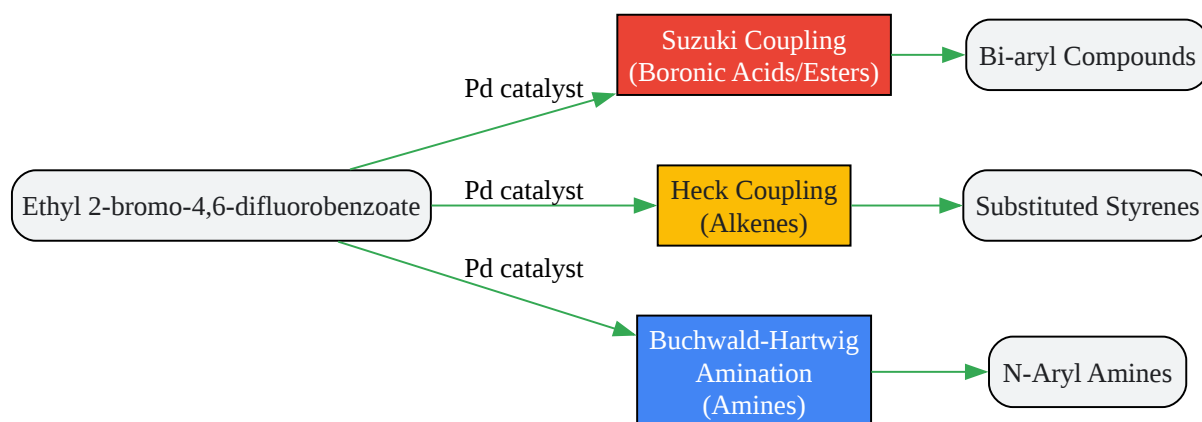 Ethyl 2-bromo-4,6-difluorobenzoate
Pd catalyst
Suzuki Coupling
(Boronic Acids/Esters)
Bi-aryl Compounds
Pd catalyst
Heck Coupling
(Alkenes)
Substituted Styrenes
Pd catalyst
Buchwald-Hartwig
Amination
(Amines)
N-Aryl Amines